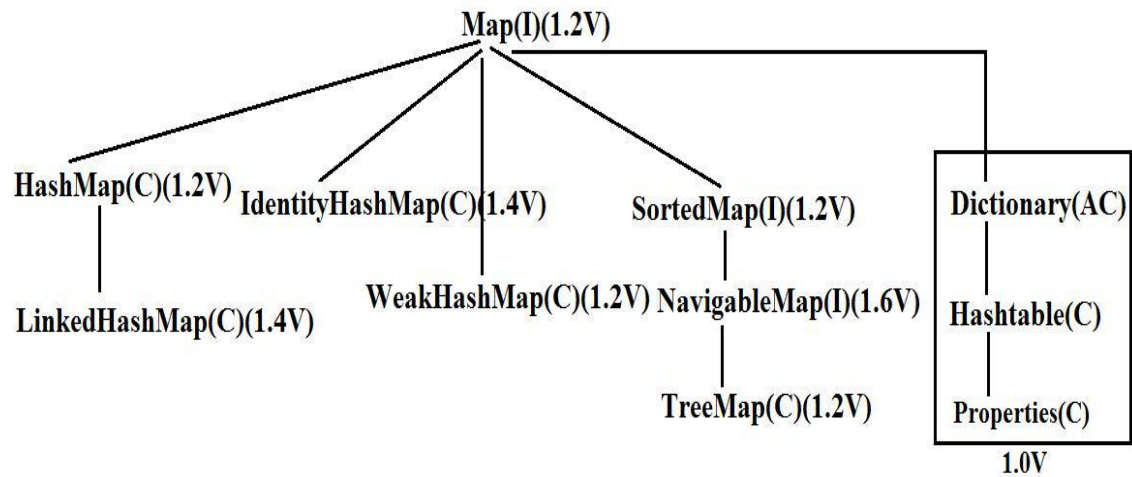 Map(I)(1.2V)
HashMap(C)(1.2V)
IdentityHashMap(C)(1.4V)
SortedMap(I)(1.2V)
Dictionary(AC)
LinkedHashMap(C)(1.4V)
WeakHashMap(C)(1.2V)
NavigableMap(I)(1.6V)
Hashtable(C)
TreeMap(C)(1.2V)
Properties(C)
1.0V